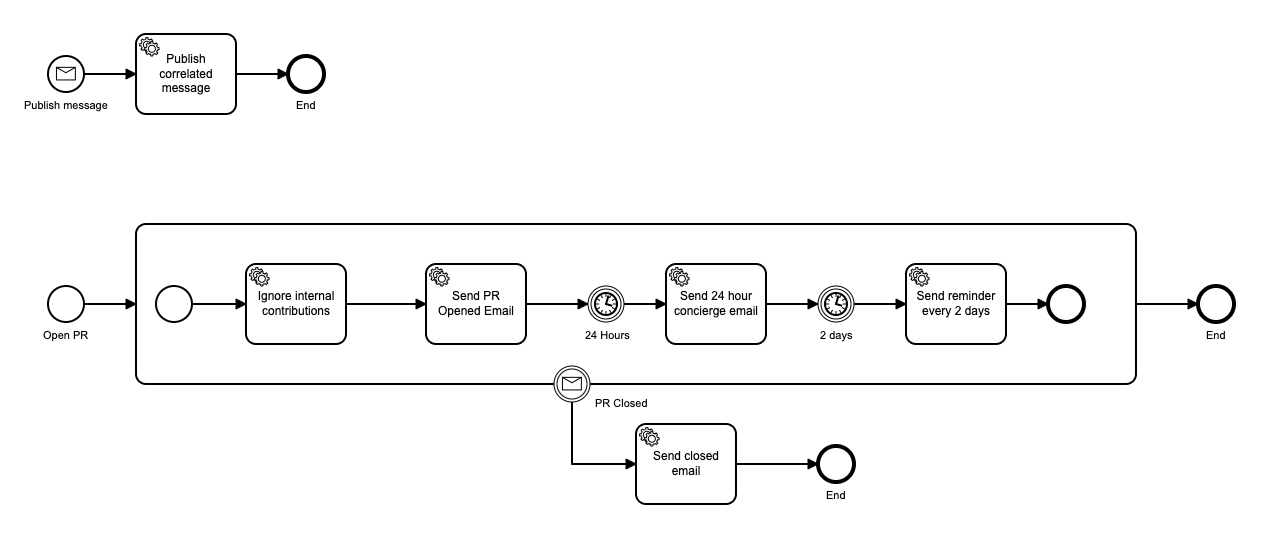 Publish
correlated
message
Publish message
End
Ignore internal
contributions
Send PR
Opened Email
Send 24 hour
concierge email
Send reminder
every 2 days
Open PR
24 Hours
2 days
End
PR Closed
Send closed
email
End